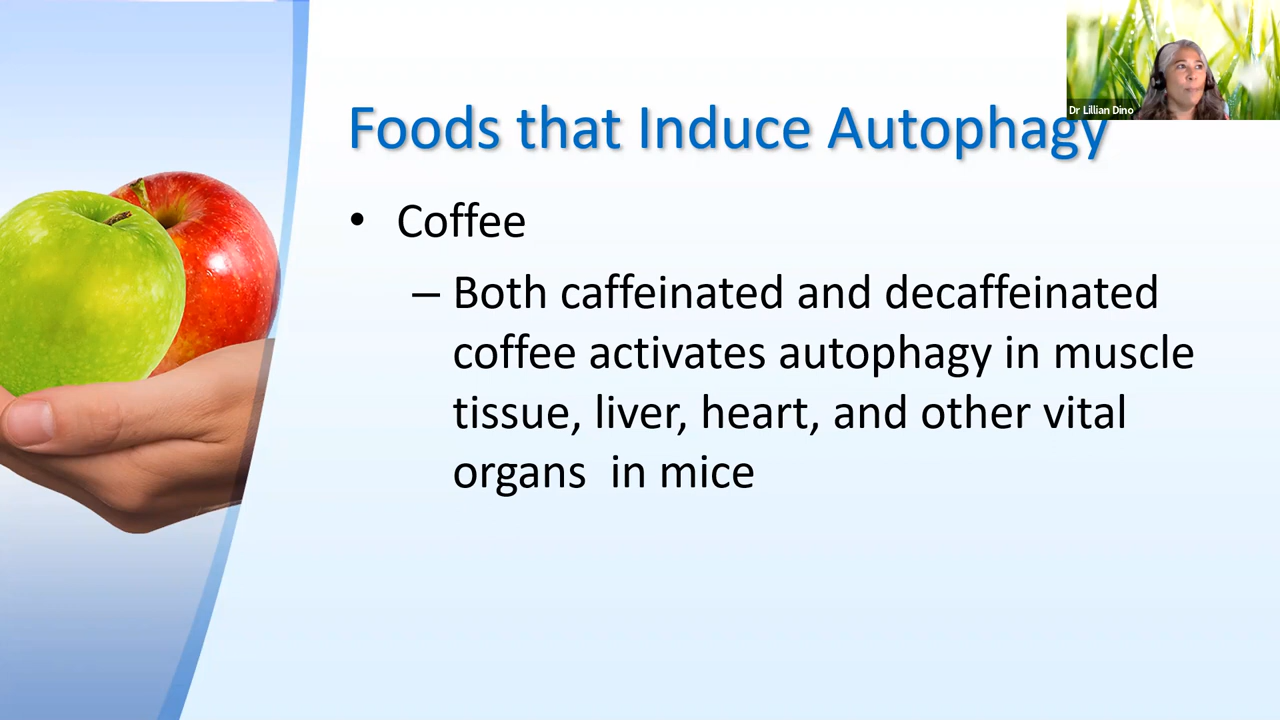 Dr Lillian Dino
Foods that Induce Autophagy
• Coffee
– Both caffeinated and decaffeinated
coffee activates autophagy in muscle
tissue, liver, heart, and other vital
organs  in mice